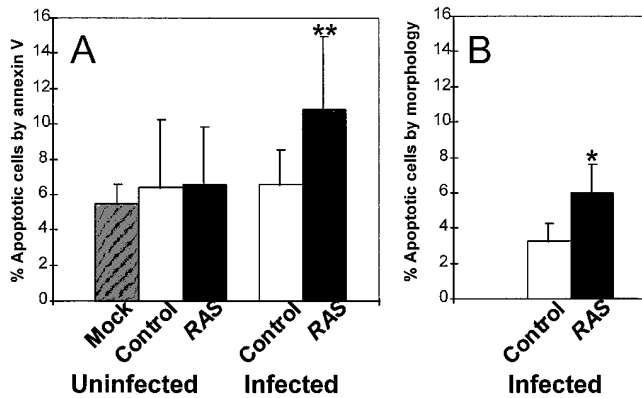 A
% Apoptotic cells by annexin V
16
14
12
10
8
6
4
2
0
**
Mock
Control
RAS
Control
RAS
Uninfected
Infected
B
% Apoptotic cells by morphology
16
14
12
10
8
6
4
2
0
*
Control
RAS
Infected